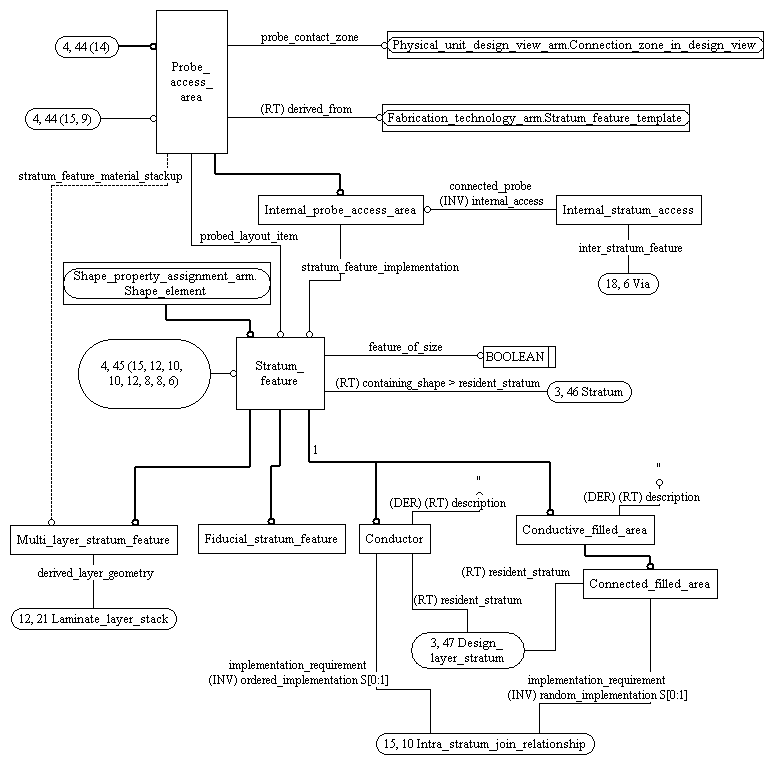 4, 44 (14)
Probe_
access_
area
probe_contact_zone
Physical_unit_design_view_arm.Connection_zone_in_design_view
4, 44 (15, 9)
(RT) derived_from
Fabrication_technology_arm.Stratum_feature_template
stratum_feature_material_stackup
Internal_probe_access_area
connected_probe
(INV) internal_access
Internal_stratum_access
probed_layout_item
inter_stratum_feature
stratum_feature_implementation
Shape_property_assignment_arm.
Shape_element
18, 6 Via
4, 45 (15, 12, 10,
10, 12, 8, 8, 6)
Stratum_
feature
feature_of_size
BOOLEAN
(RT) containing_shape > resident_stratum
3, 46 Stratum
1
"
"
(DER) (RT) description
(DER) (RT) description
Multi_layer_stratum_feature
Fiducial_stratum_feature
Conductor
Conductive_filled_area
derived_layer_geometry
(RT) resident_stratum
Connected_filled_area
(RT) resident_stratum
12, 21 Laminate_layer_stack
3, 47 Design_
layer_stratum
implementation_requirement
(INV) ordered_implementation S[0:1]
implementation_requirement
(INV) random_implementation S[0:1]
15, 10 Intra_stratum_join_relationship